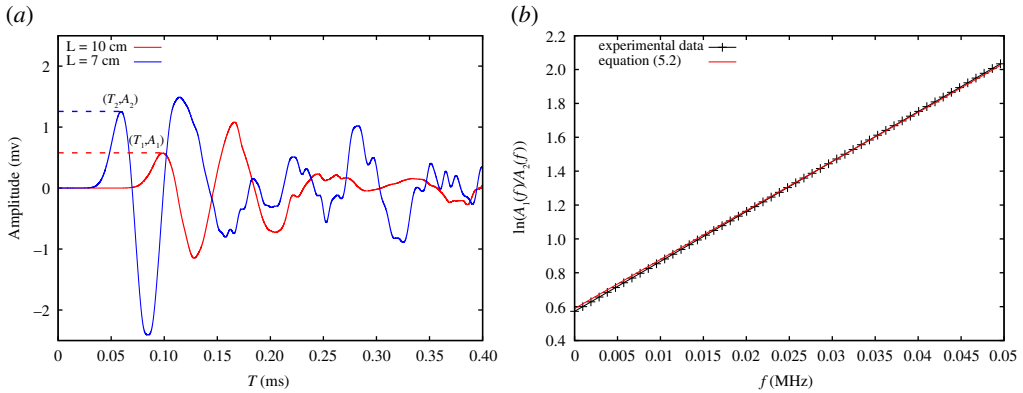 (a)
L = 10 cm
L = 7 cm
(T2,A2)
(T1,A1)
Amplitude (mv)
2
1
0
−1
−2
0 0.05 0.10 0.15 0.20 0.25 0.30 0.35 0.40
T (ms)
(b)
experimental data
equation (5.2)
ln(A1(f)/A2(f))
2.2
2.0
1.8
1.6
1.4
1.2
1.0
0.8
0.6
0.4
0 0.005 0.01 0.015 0.02 0.025 0.03 0.035 0.04 0.045 0.05
f (MHz)